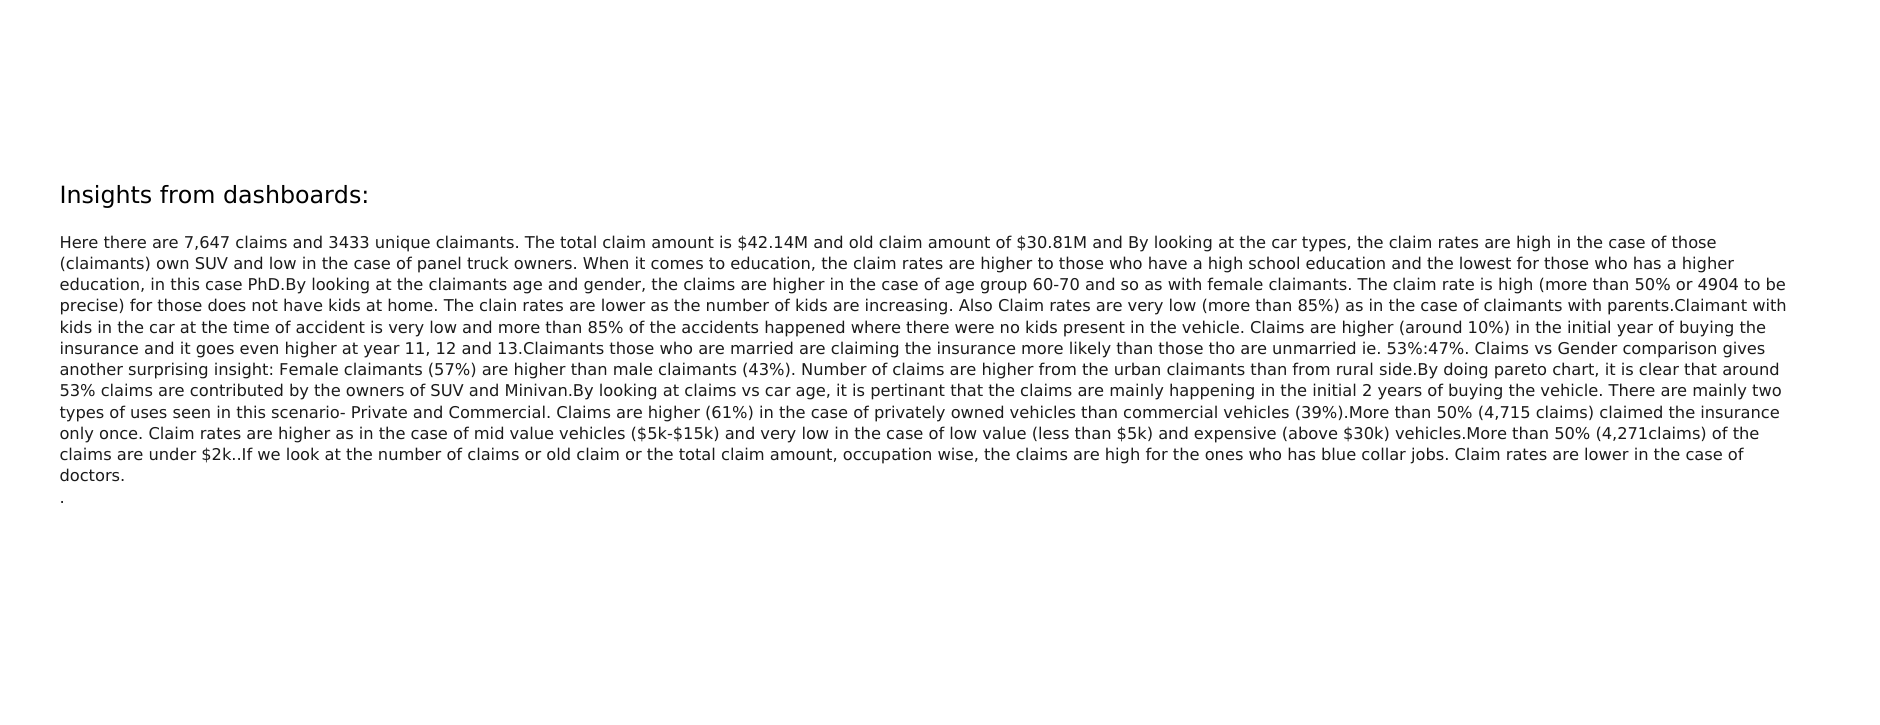 Insights from dashboards:
Here there are 7,647 claims and 3433 unique claimants. The total claim amount is $42.14M and old claim amount of $30.81M and By looking at the car types, the claim rates are high in the case of those
(claimants) own SUV and low in the case of panel truck owners. When it comes to education, the claim rates are higher to those who have a high school education and the lowest for those who has a higher
education, in this case PhD.By looking at the claimants age and gender, the claims are higher in the case of age group 60-70 and so as with female claimants. The claim rate is high (more than 50% or 4904 to be
precise) for those does not have kids at home. The clain rates are lower as the number of kids are increasing. Also Claim rates are very low (more than 85%) as in the case of claimants with parents.Claimant with
kids in the car at the time of accident is very low and more than 85% of the accidents happened where there were no kids present in the vehicle. Claims are higher (around 10%) in the initial year of buying the
insurance and it goes even higher at year 11, 12 and 13.Claimants those who are married are claiming the insurance more likely than those tho are unmarried ie. 53%:47%. Claims vs Gender comparison gives
another surprising insight: Female claimants (57%) are higher than male claimants (43%). Number of claims are higher from the urban claimants than from rural side.By doing pareto chart, it is clear that around
53% claims are contributed by the owners of SUV and Minivan.By looking at claims vs car age, it is pertinant that the claims are mainly happening in the initial 2 years of buying the vehicle. There are mainly two
types of uses seen in this scenario- Private and Commercial. Claims are higher (61%) in the case of privately owned vehicles than commercial vehicles (39%).More than 50% (4,715 claims) claimed the insurance
only once. Claim rates are higher as in the case of mid value vehicles ($5k-$15k) and very low in the case of low value (less than $5k) and expensive (above $30k) vehicles.More than 50% (4,271claims) of the
claims are under $2k..If we look at the number of claims or old claim or the total claim amount, occupation wise, the claims are high for the ones who has blue collar jobs. Claim rates are lower in the case of
doctors.
.